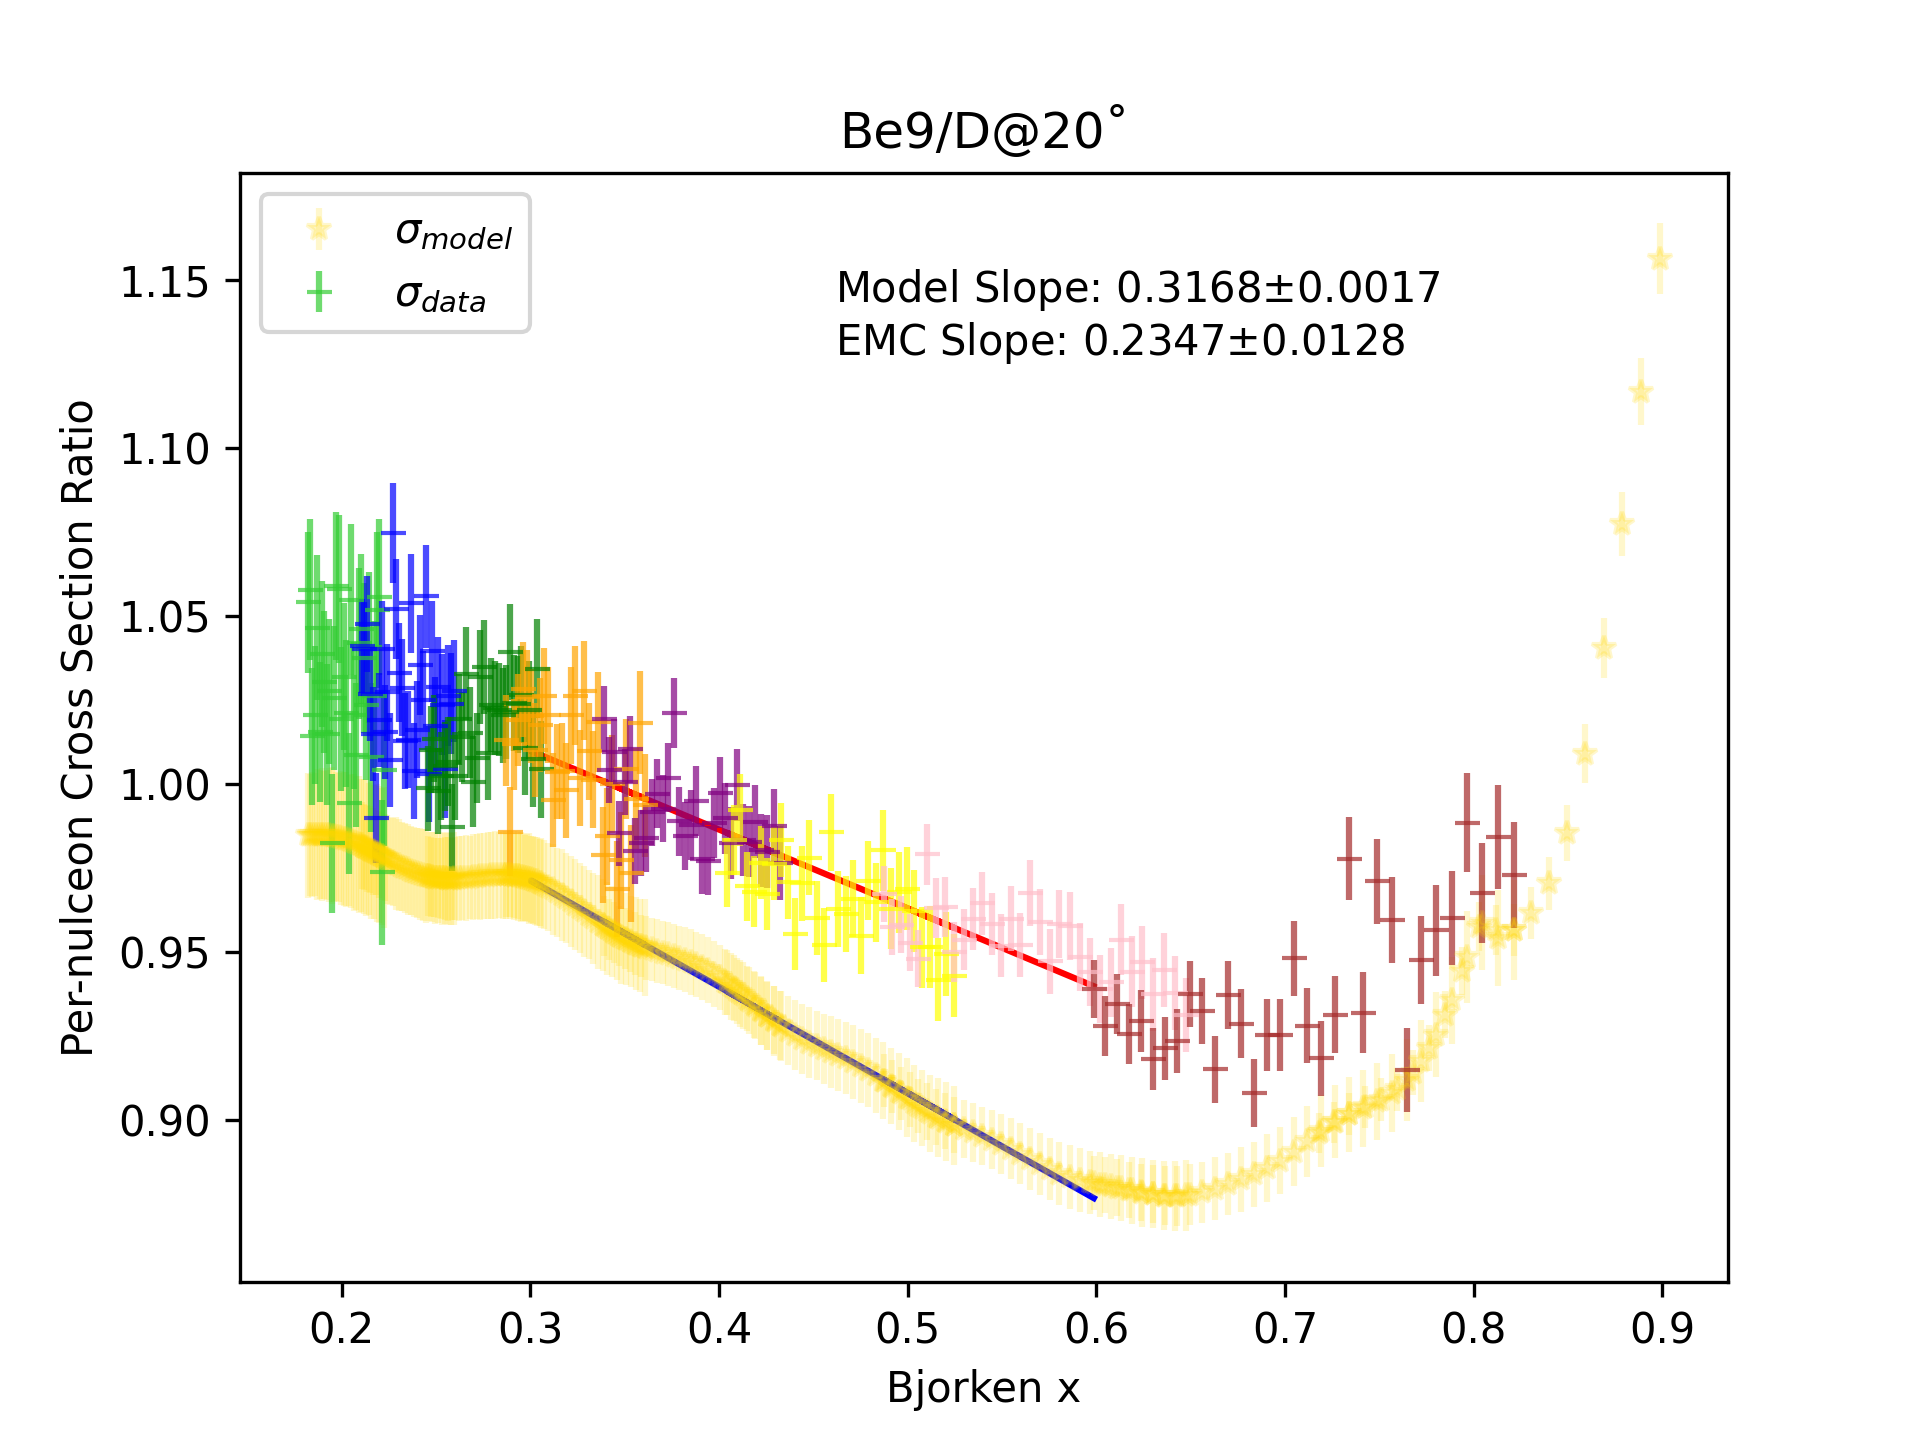 Be9/D@20˚
σmodel
σdata
Model Slope: 0.3168±0.0017
EMC Slope: 0.2347±0.0128
Per-nulceon Cross Section Ratio
1.15
1.10
1.05
1.00
0.95
0.90
0.2 0.3 0.4 0.5 0.6 0.7 0.8 0.9
Bjorken x